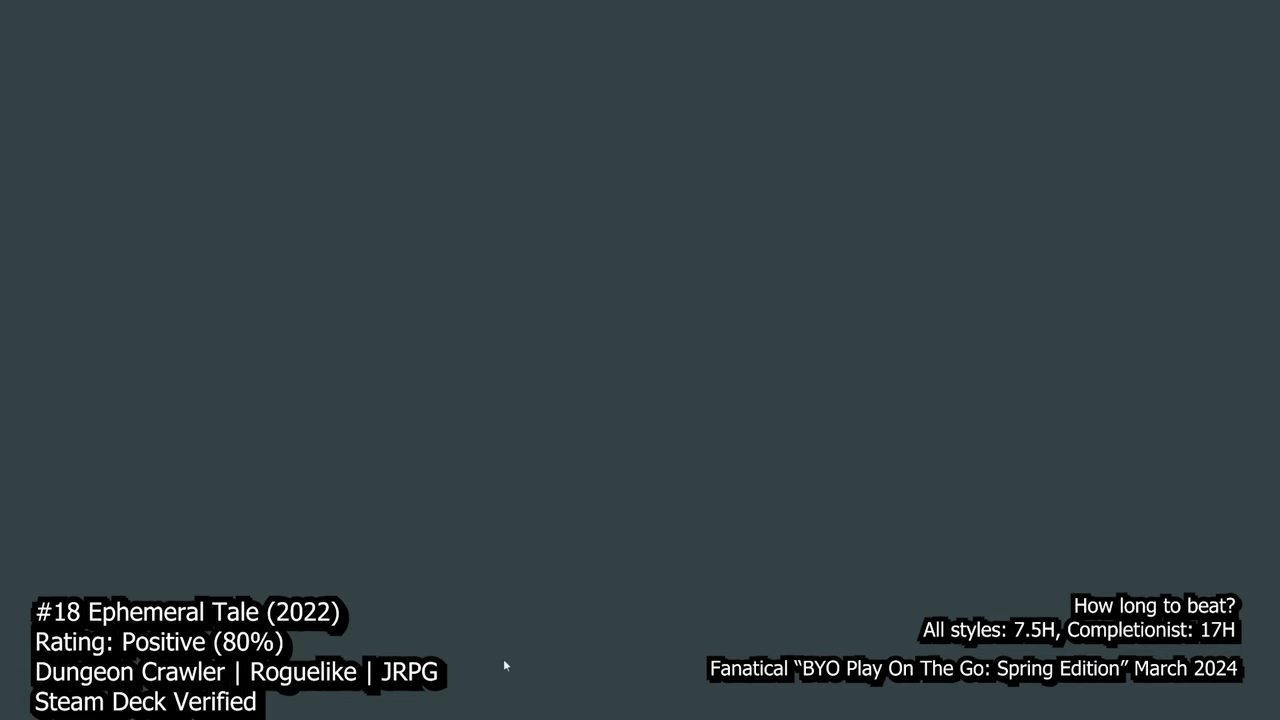 #18 Ephemeral Tale (2022)
Rating: Positive (80%)
Dungeon Crawler | Roguelike | JRPG
Steam Deck Verified
How long to beat?
All styles: 7.5H, Completionist: 17H
Fanatical “BYO Play On The Go: Spring Edition” March 2024